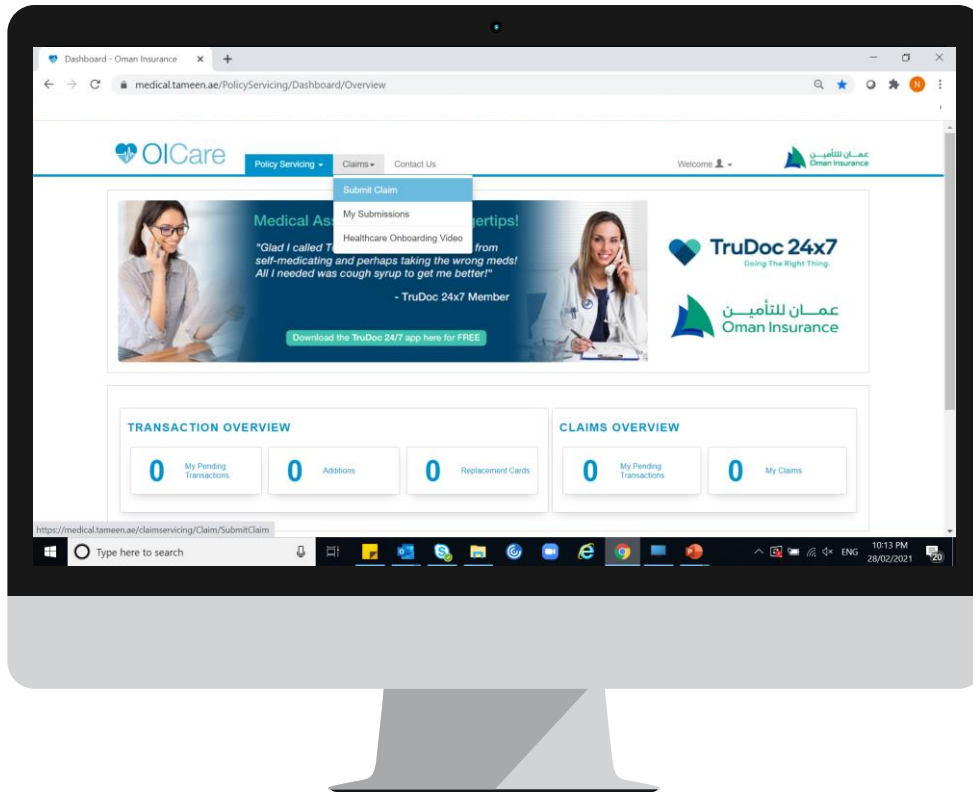 Dashboard - Oman Insurance
medical.tameen.ae/PolicyServicing/Dashboard/Overview
N
OICare
Policy Servicing
Claims
Contact Us
Welcome
عمــان للتأميــن
Oman Insurance
Submit Claim
My Submissions
Healthcare Onboarding Video
Medical As
ertips!
"Glad I called T
from
self-medicating and perhaps taking the wrong meds!
All I needed was cough syrup to get me better!"
- TruDoc 24x7 Member
Download the TruDoc 24/7 app here for FREE
TruDoc 24x7
Doing The Right Thing.
عمــان للتأميــن
Oman Insurance
TRANSACTION OVERVIEW
0 My Pending
Transactions
0 Additions
0 Replacement Cards
CLAIMS OVERVIEW
0 My Pending
Transactions
0 My Claims
https://medical.tameen.ae/claimservicing/Claim/SubmitClaim
Type here to search
ENG
10:13 PM
28/02/2021
20